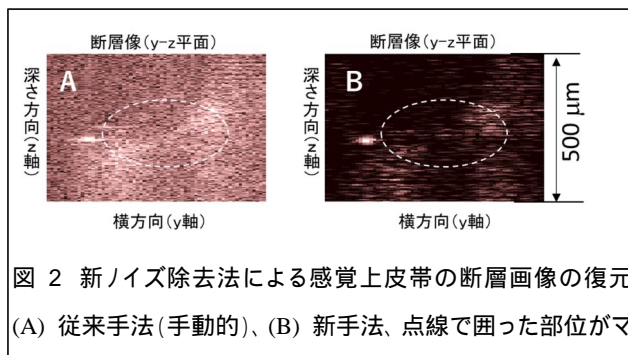 断層像(y-z平面)
断層像(y-z平面)
A
B
深さ方向(z軸)
深さ方向(z軸)
500 μm
横方向(y軸)
横方向(y軸)
図 2 新ノイズ除去法による感覚上皮帯の断層画像の復元
(A) 従来手法(手動的)、(B) 新手法、点線で囲った部位がマ